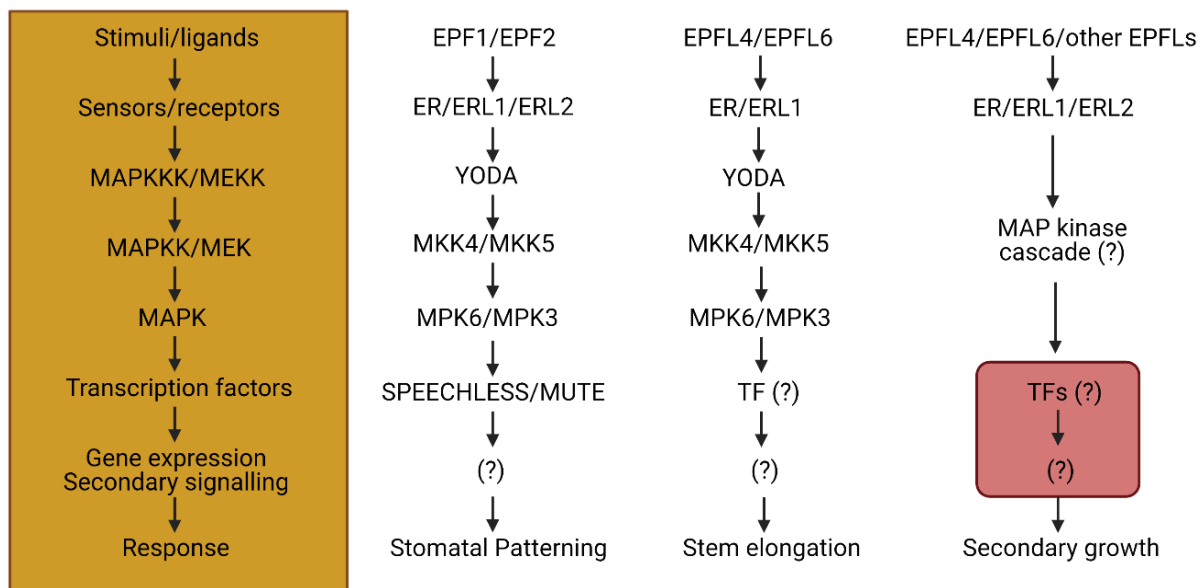 Stimuli/ligands
Sensors/receptors
MAPKKK/MEKK
MAPKK/MEK
MAPK
Transcription factors
Gene expression
Secondary signalling
Response
EPF1/EPF2
ER/ERL1/ERL2
YODA
MKK4/MKK5
MPK6/MPK3
SPEECHLESS/MUTE
(?)
Stomatal Patterning
EPFL4/EPFL6
ER/ERL1
YODA
MKK4/MKK5
MPK6/MPK3
TF (?)
(?)
Stem elongation
EPFL4/EPFL6/other EPFLs
ER/ERL1/ERL2
MAP kinase
cascade (?)
TFs (?)
(?)
Secondary growth